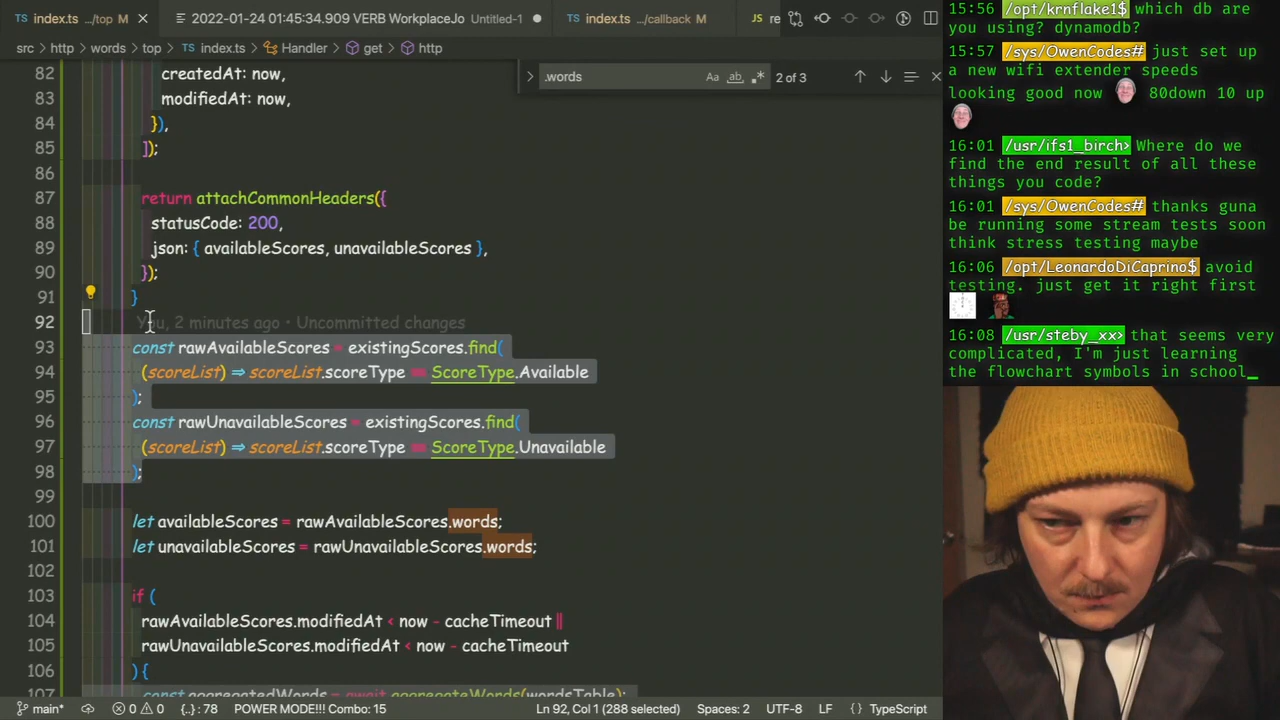 index.ts .../top M
2022-01-24 01:45:34.909 VERB WorkplaceJo Untitled-1
index.ts .../callback M
JS re
src > http > words > top > TS index.ts > Handler > get > http
.words
Aa ab .*
2 of 3
82 createdAt: now,
83 modifiedAt: now,
84 }),
85 ]);
86
87 return attachCommonHeaders({
88 statusCode: 200,
89 json: { availableScores, unavailableScores },
90 });
91 }
92 You, 2 minutes ago • Uncommitted changes
93 const rawAvailableScores = existingScores.find(
94 (scoreList) ⇒ scoreList.scoreType == ScoreType.Available
95 );
96 const rawUnavailableScores = existingScores.find(
97 (scoreList) ⇒ scoreList.scoreType == ScoreType.Unavailable
98 );
99
100 let availableScores = rawAvailableScores.words;
101 let unavailableScores = rawUnavailableScores.words;
102
103 if (
104 rawAvailableScores.modifiedAt < now - cacheTimeout ||
105 rawUnavailableScores.modifiedAt < now - cacheTimeout
106 ) {
107 const aggregatedWords = await aggregateWords(wordsTable);
main* 0 0 {..}: 78 POWER MODE!!! Combo: 15 Ln 92, Col 1 (288 selected) Spaces: 2 UTF-8 LF {} TypeScript
15:56 /opt/krnflake1$ which db are
you using? dynamodb?
15:57 /sys/OwenCodes# just set up
a new wifi extender speeds
looking good now 80down 10 up
16:01 /usr/ifs1_birch> Where do we
find the end result of all these
things you code?
16:01 /sys/OwenCodes# thanks guna
be running some stream tests soon
think stress testing maybe
16:06 /opt/LeonardoDiCaprino$ avoid
testing. just get it right first
16:08 /usr/steby_xx> that seems very
complicated, I'm just learning
the flowchart symbols in school_